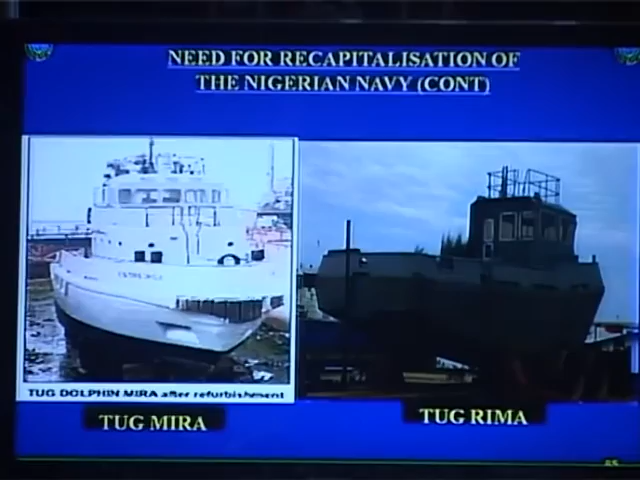 NEED FOR RECAPITALISATION OF
THE NIGERIAN NAVY (CONT)
TUG DOLPHIN MIRA after refurbishment
TUG MIRA
TUG RIMA